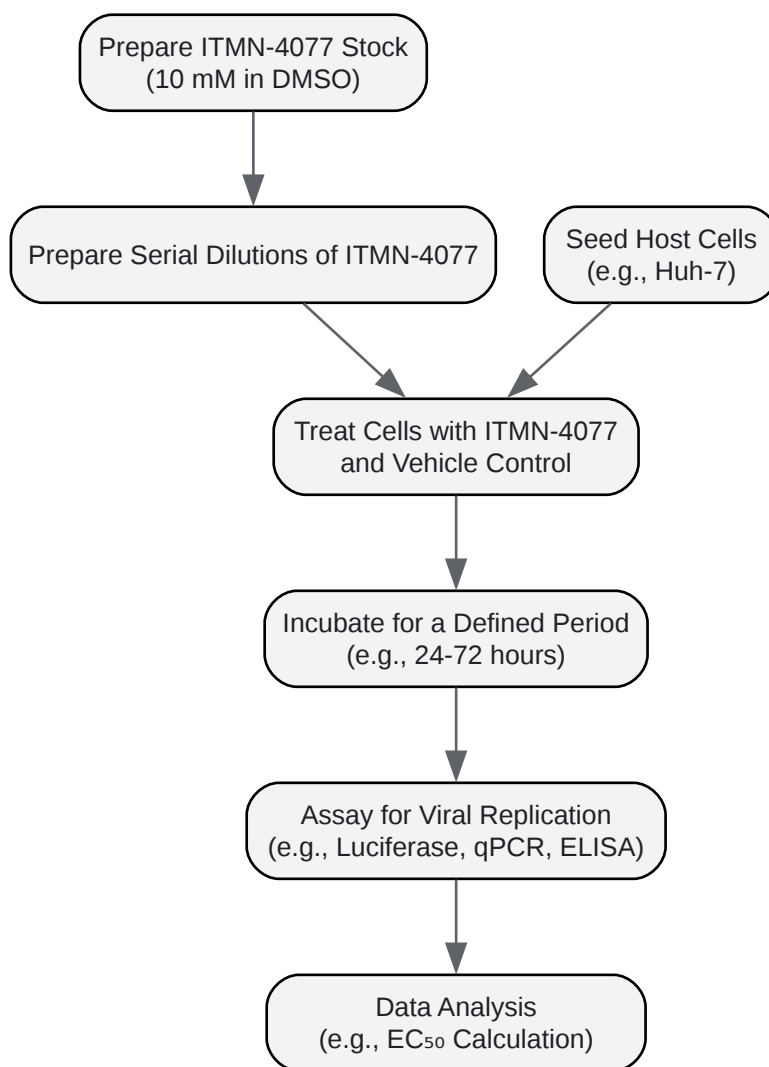 Prepare ITMN-4077 Stock
(10 mM in DMSO)
Prepare Serial Dilutions of ITMN-4077
Seed Host Cells
(e.g., Huh-7)
Treat Cells with ITMN-4077
and Vehicle Control
Incubate for a Defined Period
(e.g., 24-72 hours)
Assay for Viral Replication
(e.g., Luciferase, qPCR, ELISA)
Data Analysis
(e.g., EC₅₀ Calculation)